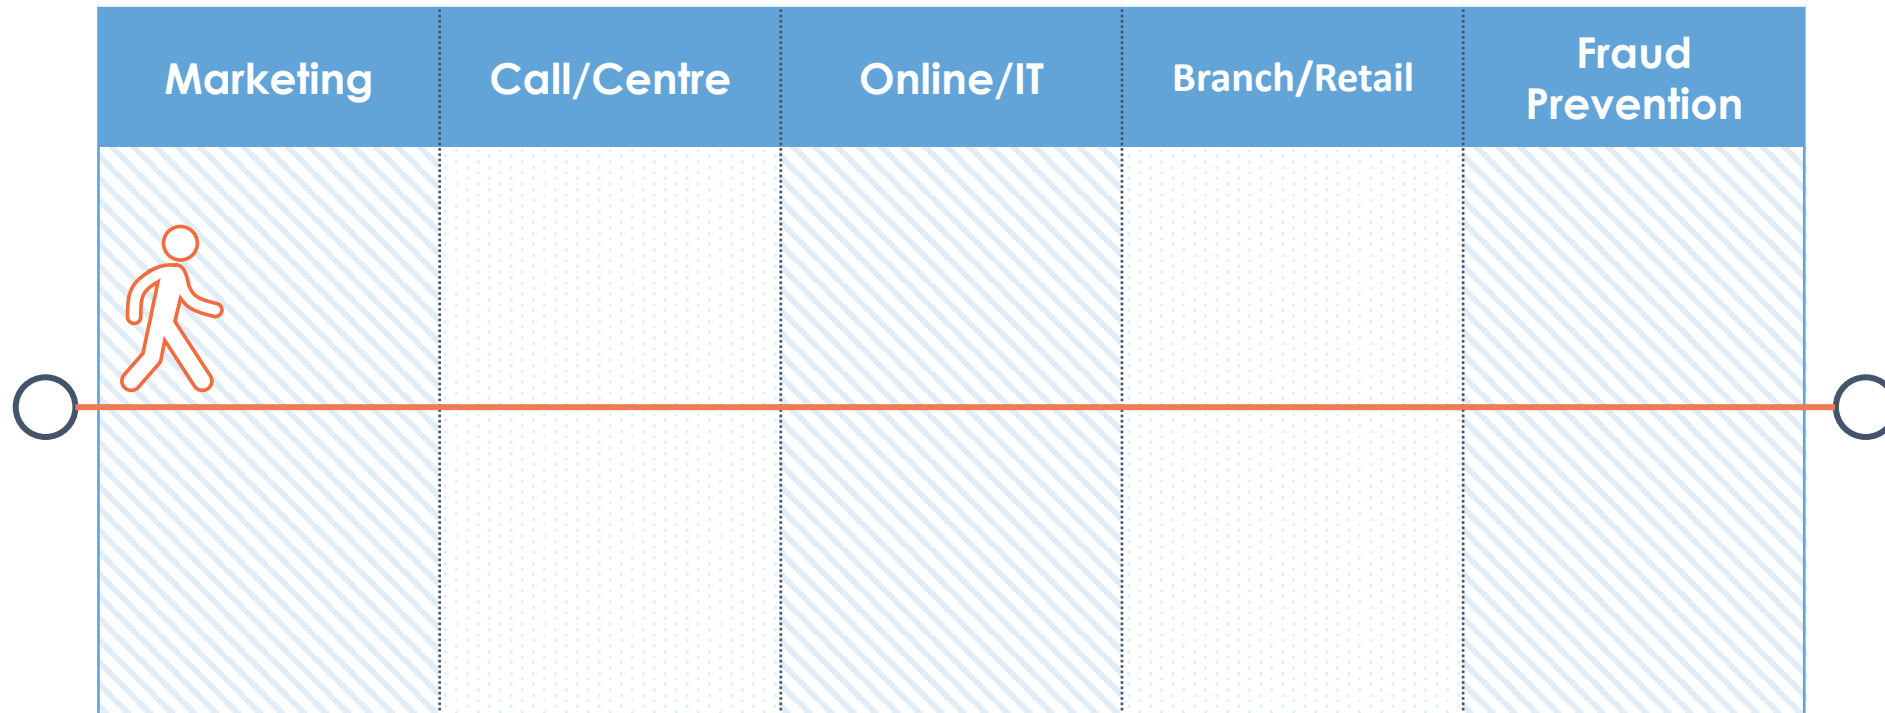 Marketing
Call/Centre
Online/IT
Branch/Retail
Fraud
Prevention